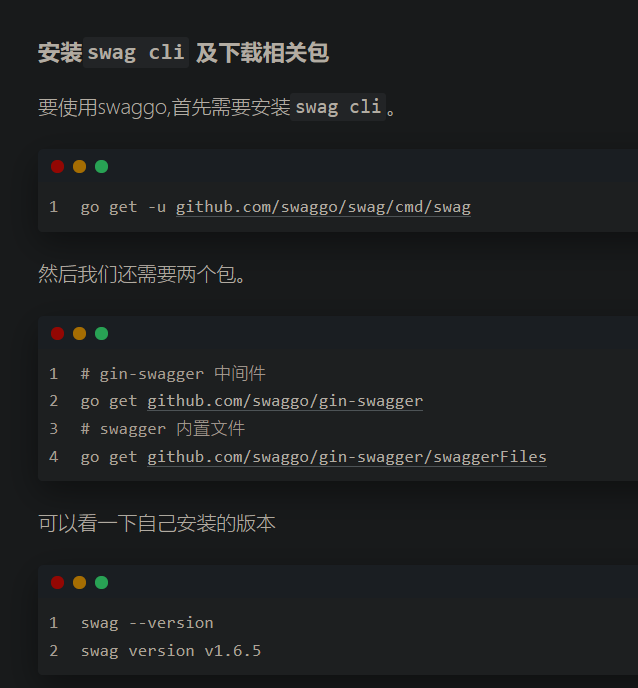 安装swag cli 及下载相关包
要使用swaggo,首先需要安装swag cli。
1 go get -u github.com/swaggo/swag/cmd/swag
然后我们还需要两个包。
1 # gin-swagger 中间件
2 go get github.com/swaggo/gin-swagger
3 # swagger 内置文件
4 go get github.com/swaggo/gin-swagger/swaggerFiles
可以看一下自己安装的版本
1 swag --version
2 swag version v1.6.5